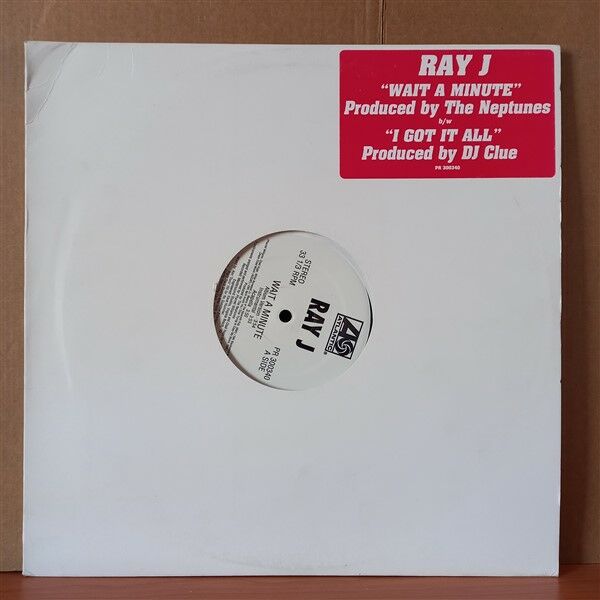 RAY J
"WAIT A MINUTE"
Produced by The Neptunes
b/w
"I GOT IT ALL"
Produced by DJ Clue
PR 300340
ATLANTIC
RAY J
STEREO
33 1/3 RPM
WAIT A MINUTE
PR 300340
A SIDE